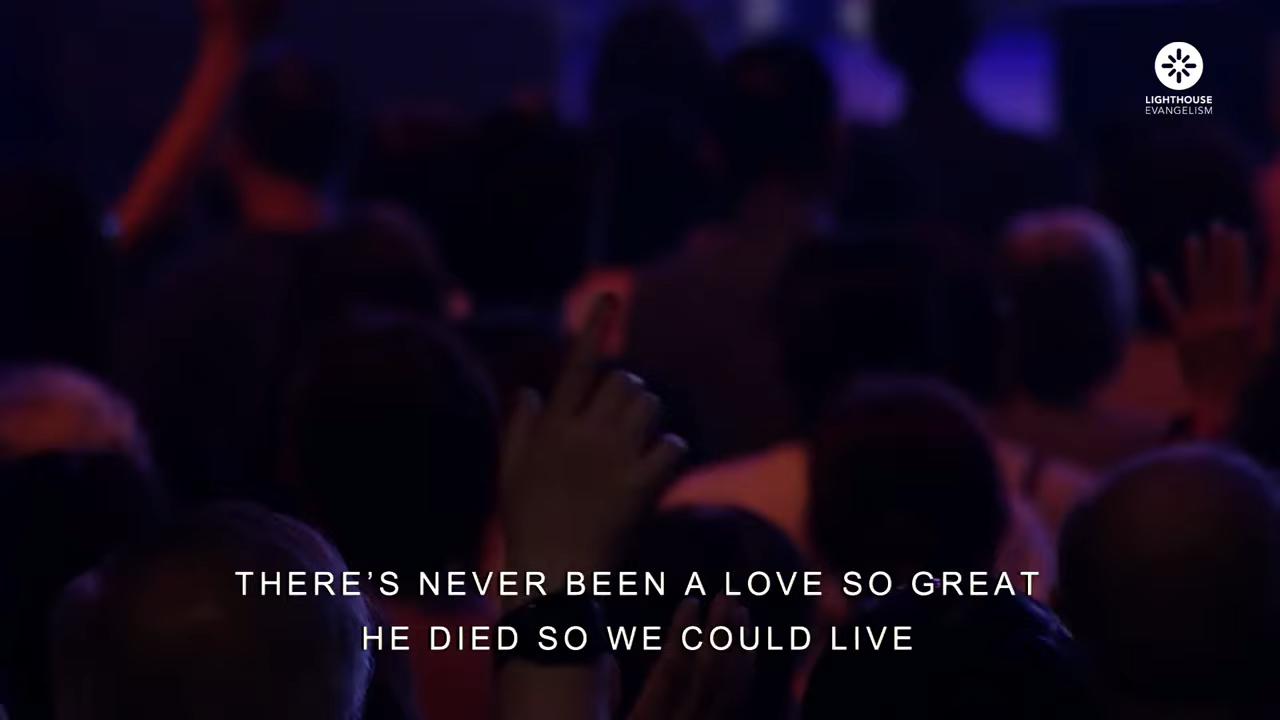 LIGHTHOUSE
EVANGELISM
THERE’S NEVER BEEN A LOVE SO GREAT
HE DIED SO WE COULD LIVE